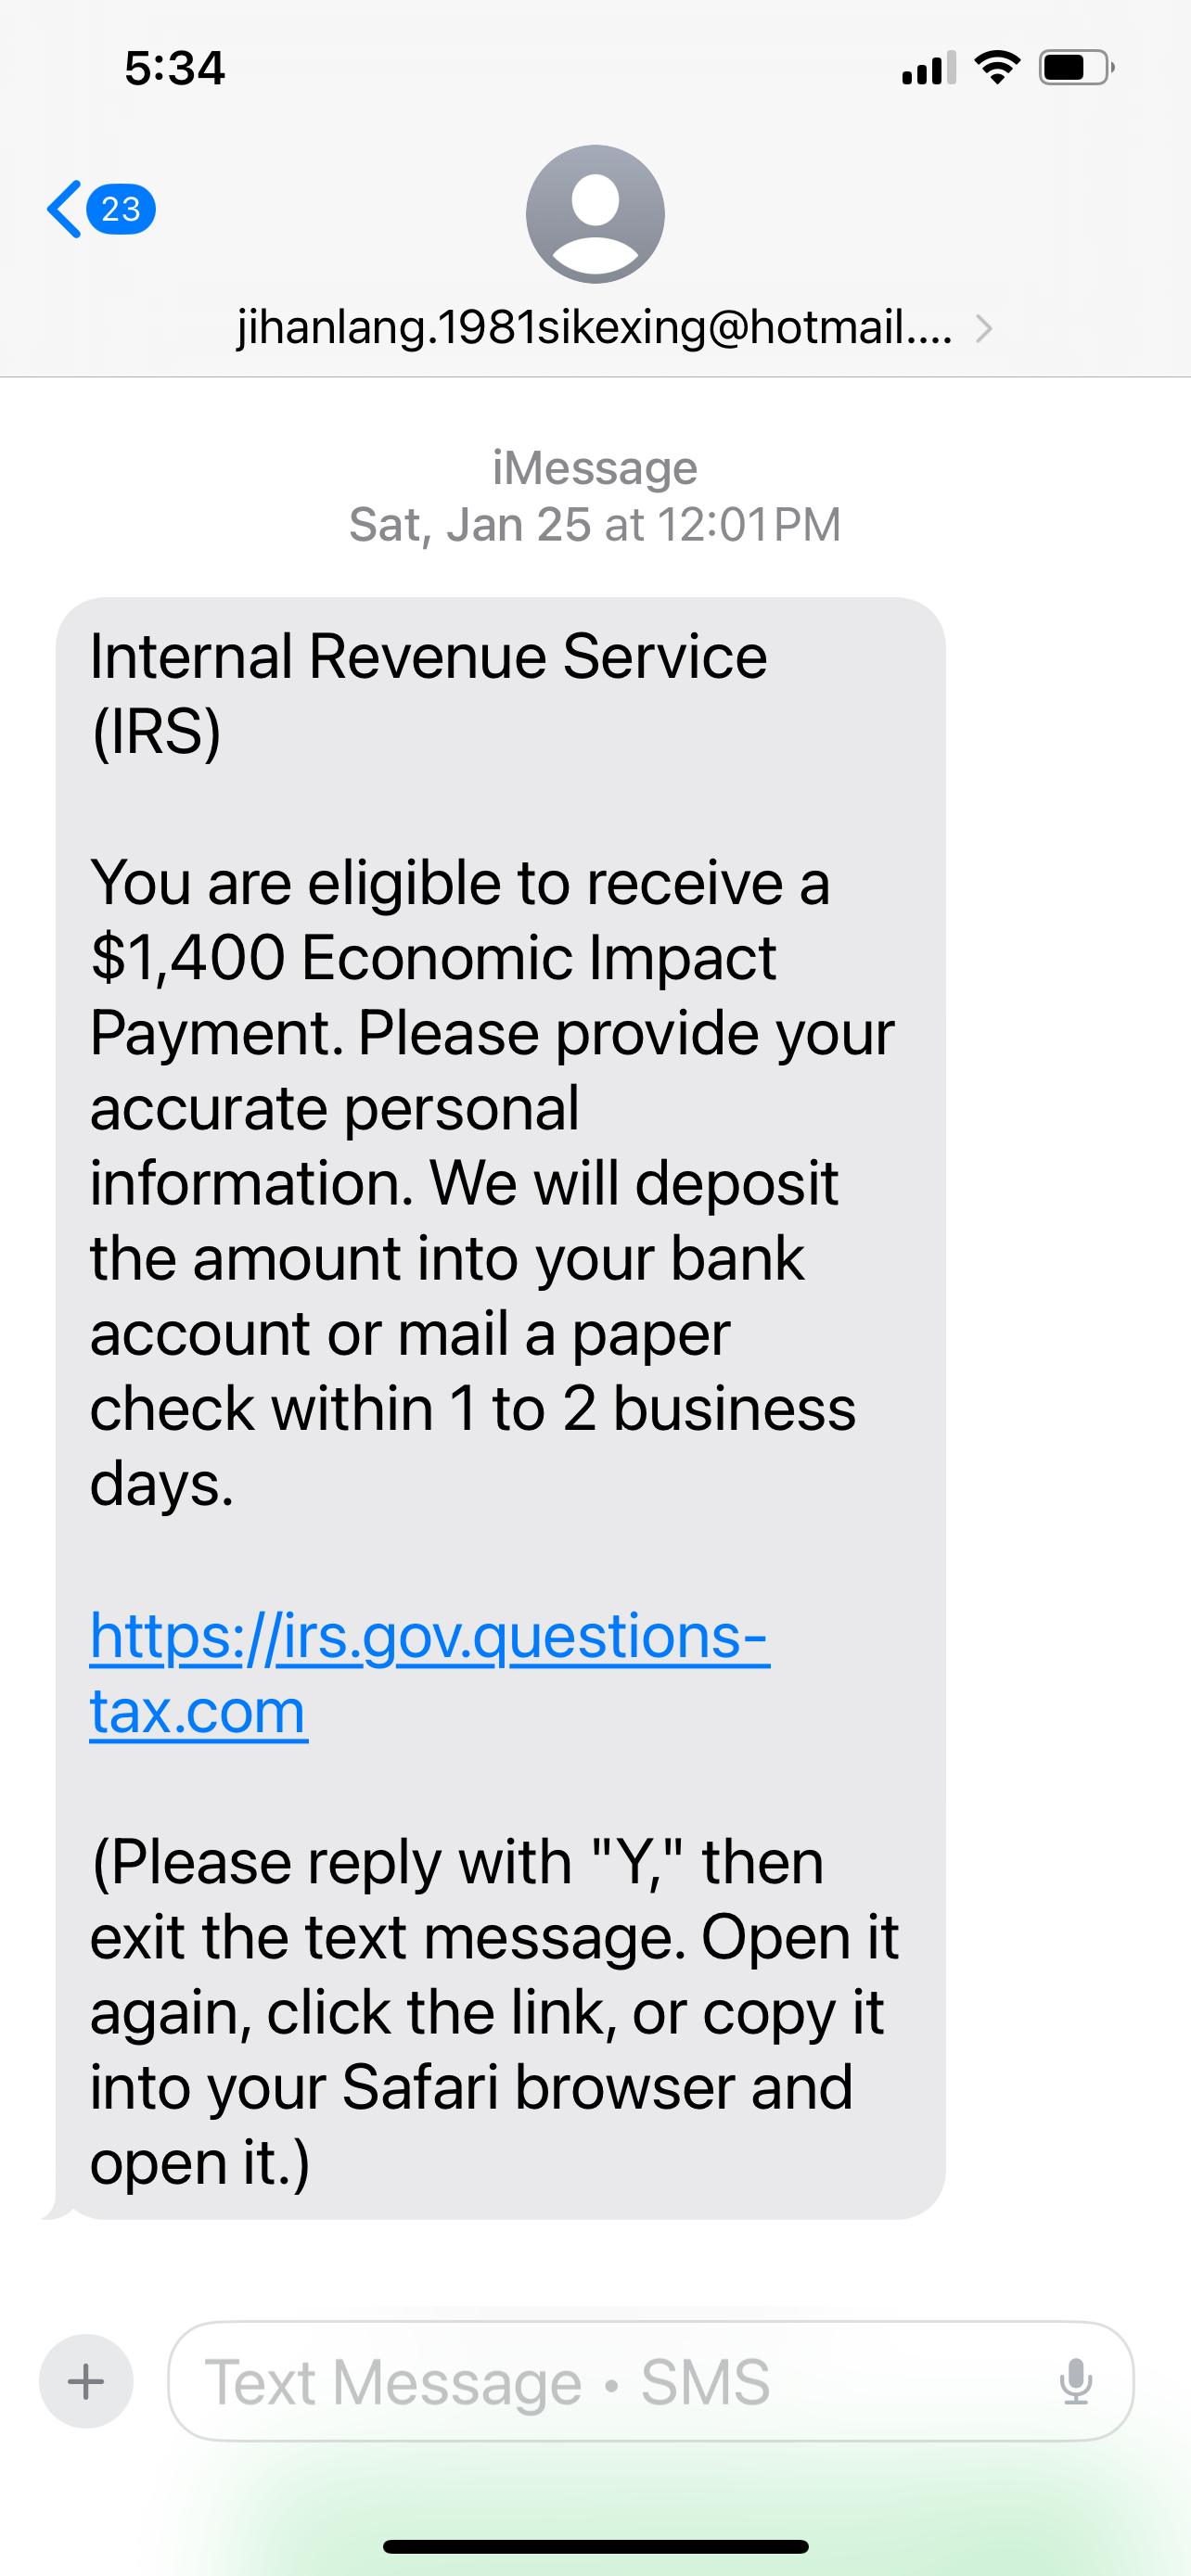 5:34
23
jihanlang.1981sikexing@hotmail....
iMessage
Sat, Jan 25 at 12:01 PM
Internal Revenue Service
(IRS)
You are eligible to receive a
$1,400 Economic Impact
Payment. Please provide your
accurate personal
information. We will deposit
the amount into your bank
account or mail a paper
check within 1 to 2 business
days.
https://irs.gov.questions-
tax.com
(Please reply with "Y," then
exit the text message. Open it
again, click the link, or copy it
into your Safari browser and
open it.)
Text Message • SMS